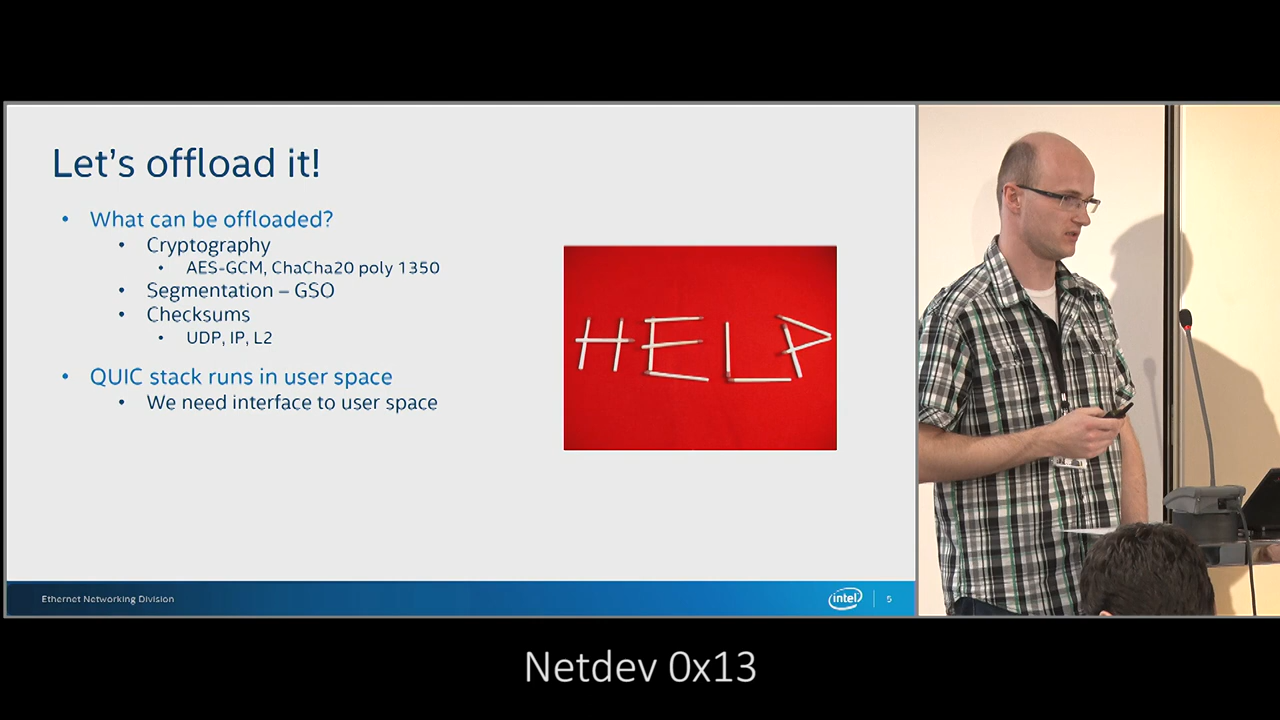 Let's offload it!
• What can be offloaded?
• Cryptography
• AES-GCM, ChaCha20 poly 1350
• Segmentation – GSO
• Checksums
• UDP, IP, L2
• QUIC stack runs in user space
• We need interface to user space
HELP
Ethernet Networking Division
intel
5
Netdev 0x13